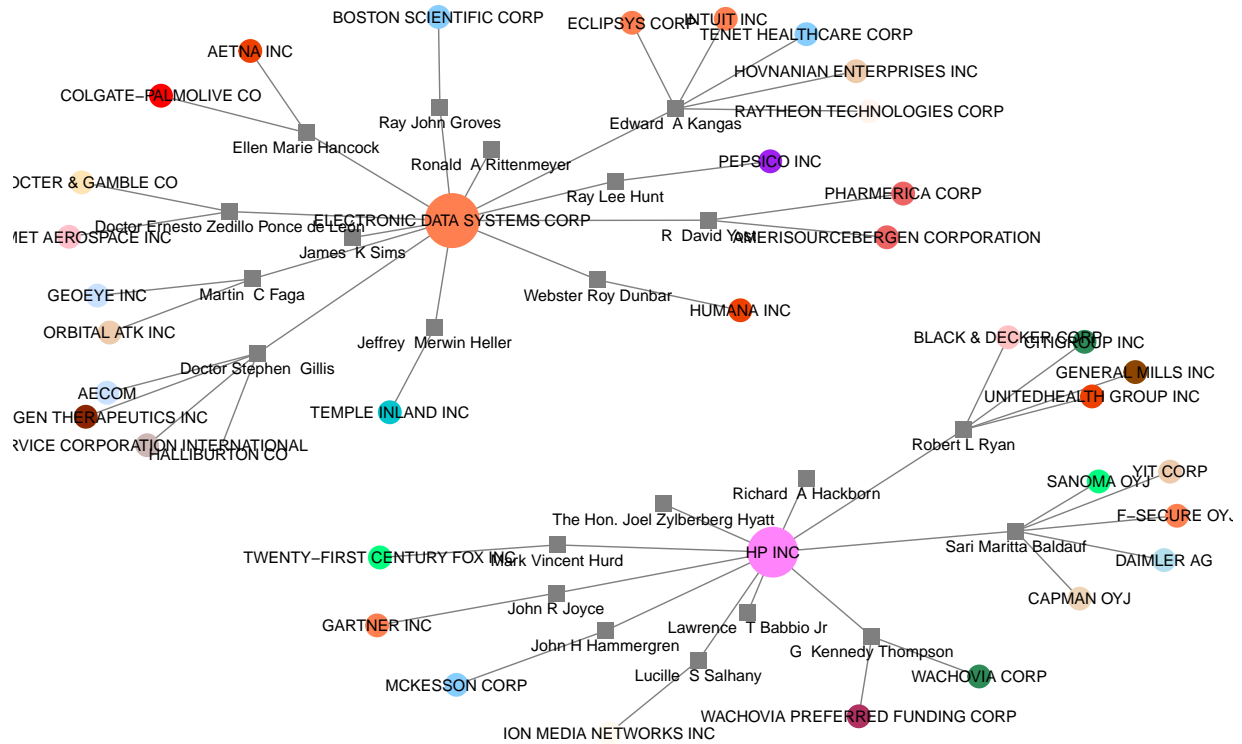 BOSTON SCIENTIFIC CORP
ECLIPSYS CORP
INTUIT INC
TENET HEALTHCARE CORP
AETNA INC
HOVNANIAN ENTERPRISES INC
COLGATE−PALMOLIVE CO
RAYTHEON TECHNOLOGIES CORP
Ray John Groves
Edward A Kangas
Ellen Marie Hancock
Ronald A Rittenmeyer
PEPSICO INC
OCTER & GAMBLE CO
Ray Lee Hunt
PHARMERICA CORP
ELECTRONIC DATA SYSTEMS CORP
Doctor Ernesto Zedillo Ponce de Leon
MET AEROSPACE INC
R David Yost
AMERISOURCEBERGEN CORPORATION
James K Sims
GEOEYE INC
Martin C Faga
Webster Roy Dunbar
HUMANA INC
ORBITAL ATK INC
Jeffrey Merwin Heller
BLACK & DECKER CORP
CITIGROUP INC
Doctor Stephen Gillis
GENERAL MILLS INC
AECOM
UNITEDHEALTH GROUP INC
TEMPLE INLAND INC
GEN THERAPEUTICS INC
RVICE CORPORATION INTERNATIONAL
HALLIBURTON CO
Robert L Ryan
YIT CORP
SANOMA OYJ
Richard A Hackborn
The Hon. Joel Zylberberg Hyatt
F−SECURE OYJ
Sari Maritta Baldauf
HP INC
TWENTY−FIRST CENTURY FOX INC
Mark Vincent Hurd
DAIMLER AG
CAPMAN OYJ
John R Joyce
GARTNER INC
Lawrence T Babbio Jr
John H Hammergren
G Kennedy Thompson
Lucille S Salhany
WACHOVIA CORP
MCKESSON CORP
WACHOVIA PREFERRED FUNDING CORP
ION MEDIA NETWORKS INC